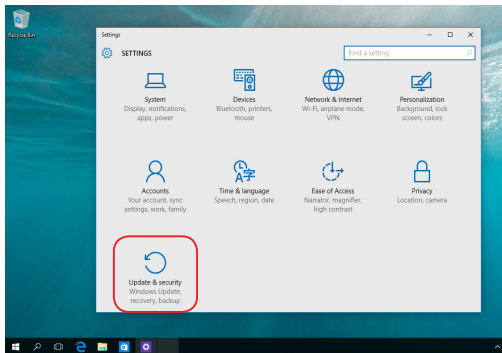 Recycle Bin
Settings
SETTINGS
Find a setting
System
Display, notifications,
apps, power
Devices
Bluetooth, printers,
mouse
Network & Internet
Wi-Fi, airplane mode,
VPN
Personalization
Background, lock
screen, colors
Accounts
Your account, sync
settings, work, family
Time & language
Speech, region, date
Ease of Access
Narrator, magnifier,
high contrast
Privacy
Location, camera
Update & security
Windows Update,
recovery, backup